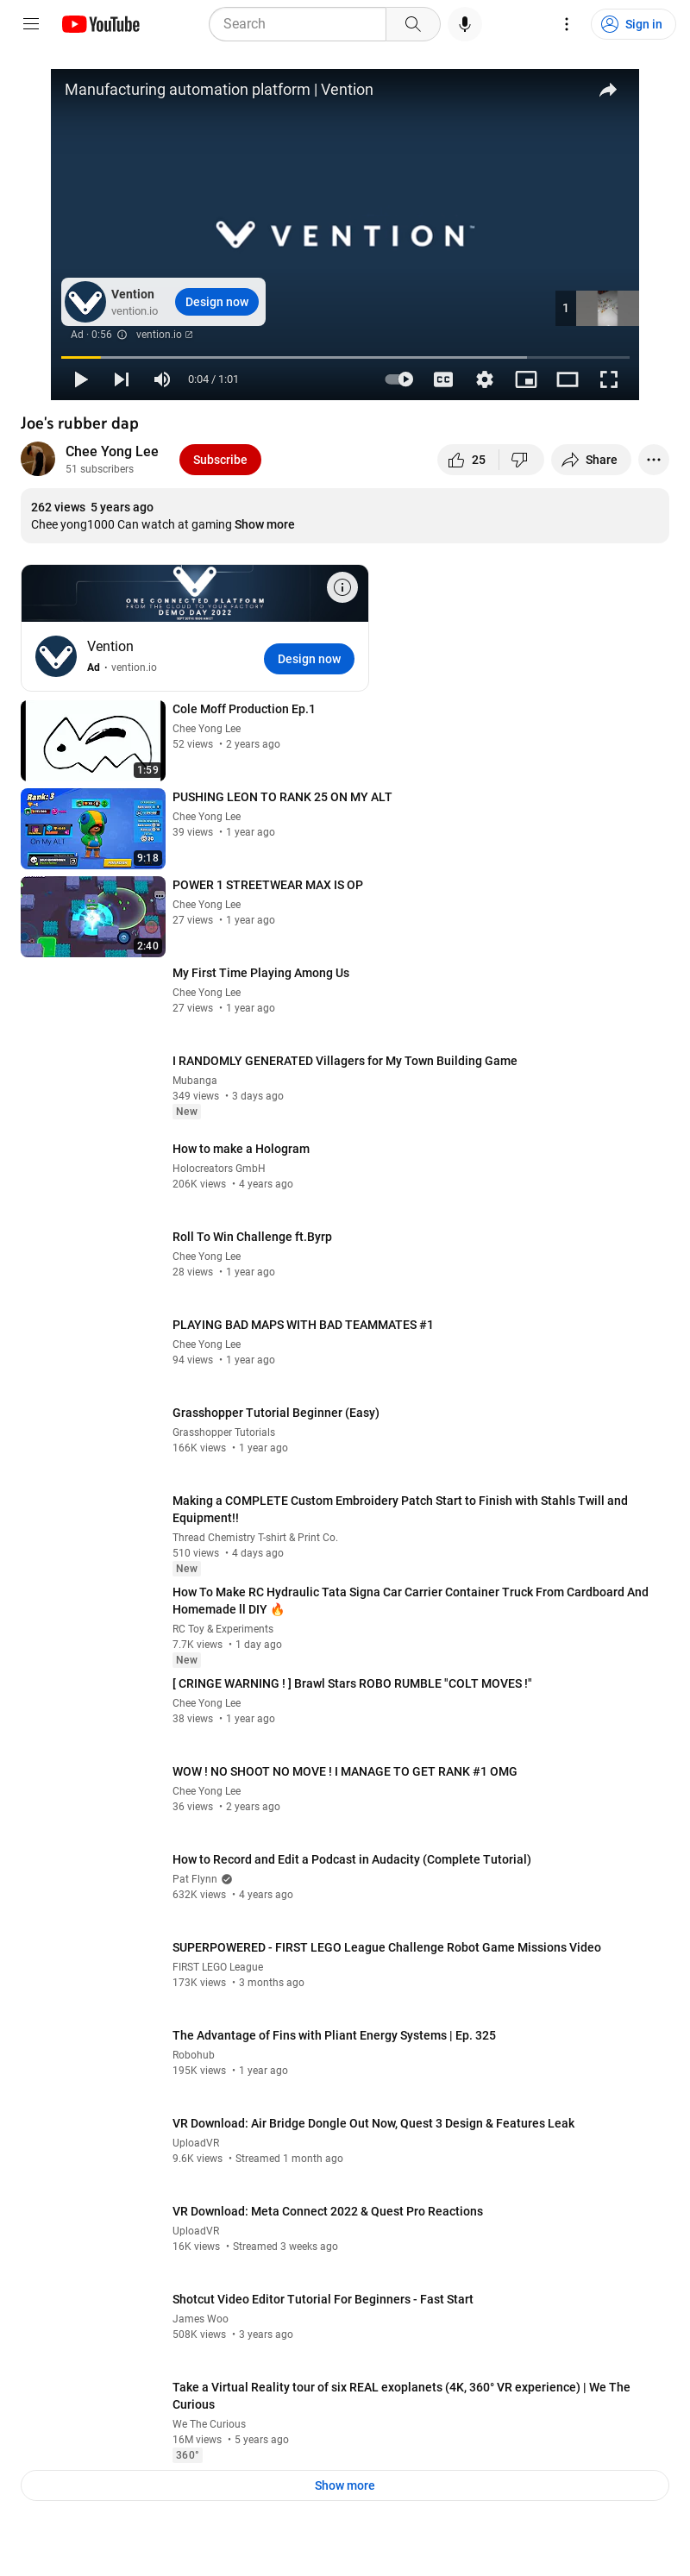 YouTube
Search
Sign in
Manufacturing automation platform | Vention
VENTION™
Vention
vention.io
Design now
1
Ad · 0:56 vention.io
CC
0:04 / 1:01
Joe's rubber dap
Chee Yong Lee
51 subscribers
Subscribe
25
Share
262 views 5 years ago
Chee yong1000 Can watch at gaming Show more
ONE CONNECTED PLATFORM
FROM THE CLOUD TO YOUR FACTORY
DEMO DAY 2022
Vention
Ad • vention.io
Design now
1:59
Cole Moff Production Ep.1
Chee Yong Lee
52 views • 2 years ago
Rank: 3
On My ALT
9:18
PUSHING LEON TO RANK 25 ON MY ALT
Chee Yong Lee
39 views • 1 year ago
2:40
POWER 1 STREETWEAR MAX IS OP
Chee Yong Lee
27 views • 1 year ago
My First Time Playing Among Us
Chee Yong Lee
27 views • 1 year ago
I RANDOMLY GENERATED Villagers for My Town Building Game
Mubanga
349 views • 3 days ago
New
How to make a Hologram
Holocreators GmbH
206K views • 4 years ago
Roll To Win Challenge ft.Byrp
Chee Yong Lee
28 views • 1 year ago
PLAYING BAD MAPS WITH BAD TEAMMATES #1
Chee Yong Lee
94 views • 1 year ago
Grasshopper Tutorial Beginner (Easy)
Grasshopper Tutorials
166K views • 1 year ago
Making a COMPLETE Custom Embroidery Patch Start to Finish with Stahls Twill and
Equipment!!
Thread Chemistry T-shirt & Print Co.
510 views • 4 days ago
New
How To Make RC Hydraulic Tata Signa Car Carrier Container Truck From Cardboard And
Homemade ll DIY 🔥
RC Toy & Experiments
7.7K views • 1 day ago
New
[ CRINGE WARNING ! ] Brawl Stars ROBO RUMBLE "COLT MOVES !"
Chee Yong Lee
38 views • 1 year ago
WOW ! NO SHOOT NO MOVE ! I MANAGE TO GET RANK #1 OMG
Chee Yong Lee
36 views • 2 years ago
How to Record and Edit a Podcast in Audacity (Complete Tutorial)
Pat Flynn
632K views • 4 years ago
SUPERPOWERED - FIRST LEGO League Challenge Robot Game Missions Video
FIRST LEGO League
173K views • 3 months ago
The Advantage of Fins with Pliant Energy Systems | Ep. 325
Robohub
195K views • 1 year ago
VR Download: Air Bridge Dongle Out Now, Quest 3 Design & Features Leak
UploadVR
9.6K views • Streamed 1 month ago
VR Download: Meta Connect 2022 & Quest Pro Reactions
UploadVR
16K views • Streamed 3 weeks ago
Shotcut Video Editor Tutorial For Beginners - Fast Start
James Woo
508K views • 3 years ago
Take a Virtual Reality tour of six REAL exoplanets (4K, 360° VR experience) | We The
Curious
We The Curious
16M views • 5 years ago
360°
Show more